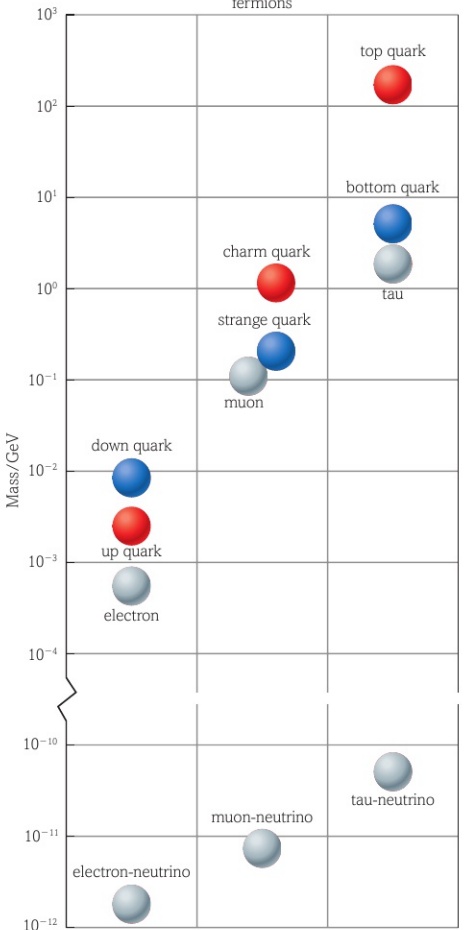 fermions
10³
top quark
10²
bottom quark
10¹
charm quark
10⁰
tau
strange quark
10⁻¹
muon
Mass/GeV
down quark
10⁻²
up quark
10⁻³
electron
10⁻⁴
10⁻¹⁰
tau-neutrino
muon-neutrino
10⁻¹¹
electron-neutrino
10⁻¹²